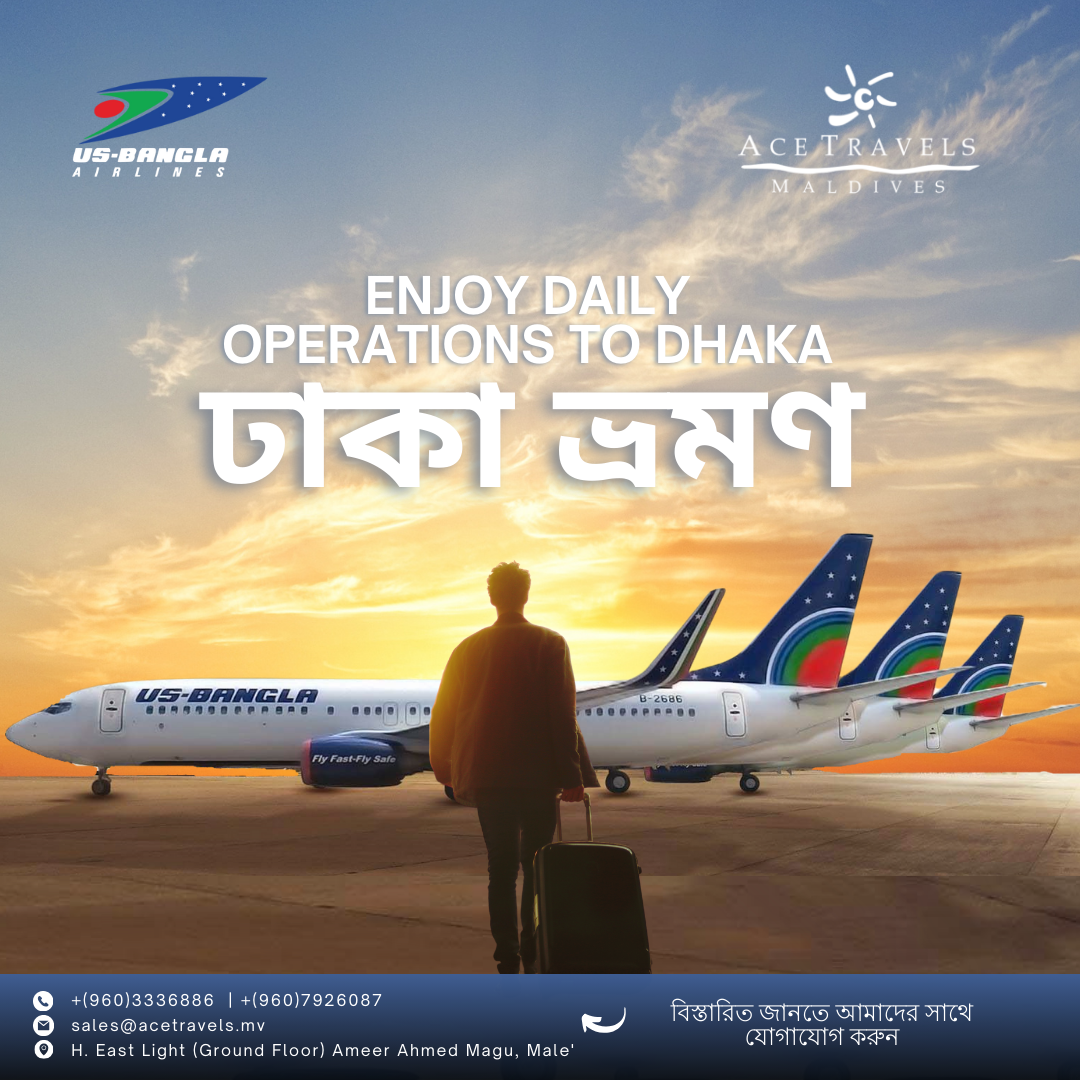 US-BANGLA
AIRLINES
ACE TRAVELS
MALDIVES
ENJOY DAILY
OPERATIONS TO DHAKA
ঢাকা ভ্রমণ
US-BANGLA
B-2686
Fly Fast-Fly Safe
+(960)3336886 | +(960)7926087
sales@acetravels.mv
H. East Light (Ground Floor) Ameer Ahmed Magu, Male'
বিস্তারিত জানতে আমাদের সাথে
যোগাযোগ করুন